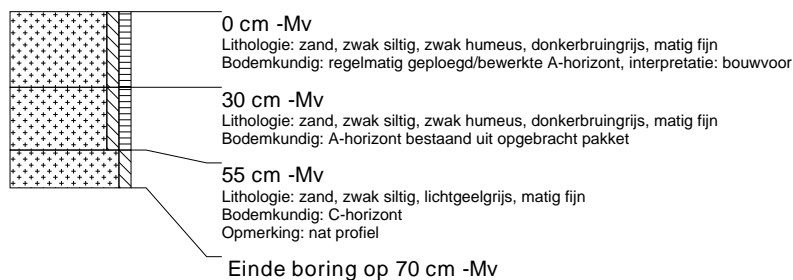 0 cm -Mv
Lithologie: zand, zwak siltig, zwak humeus, donkerbruingrijs, matig fijn
Bodemkundig: regelmatig geploegd/bewerkte A-horizont, interpretatie: bouwvoor
30 cm -Mv
Lithologie: zand, zwak siltig, zwak humeus, donkerbruingrijs, matig fijn
Bodemkundig: A-horizont bestaand uit opgebracht pakket
55 cm -Mv
Lithologie: zand, zwak siltig, lichtgeelgrijs, matig fijn
Bodemkundig: C-horizont
Opmerking: nat profiel
Einde boring op 70 cm -Mv